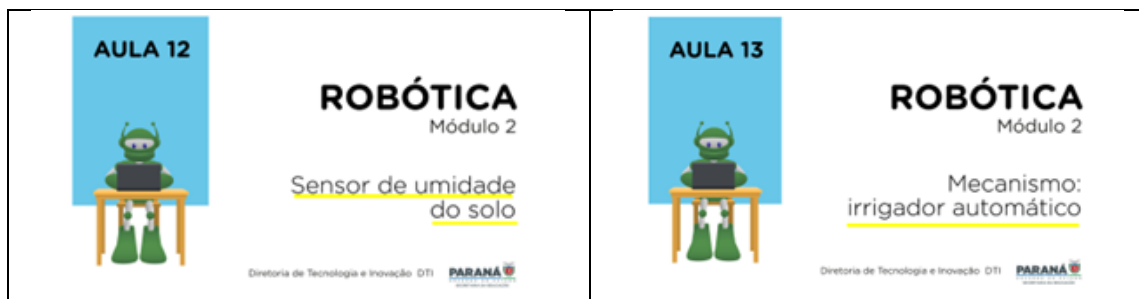 AULA 12
ROBÓTICA
Módulo 2
Sensor de umidade
do solo
Diretoria de Tecnologia e Inovação DTI
PARANÁ
AULA 13
ROBÓTICA
Módulo 2
Mecanismo:
irrigador automático
Diretoria de Tecnologia e Inovação DTI
PARANÁ